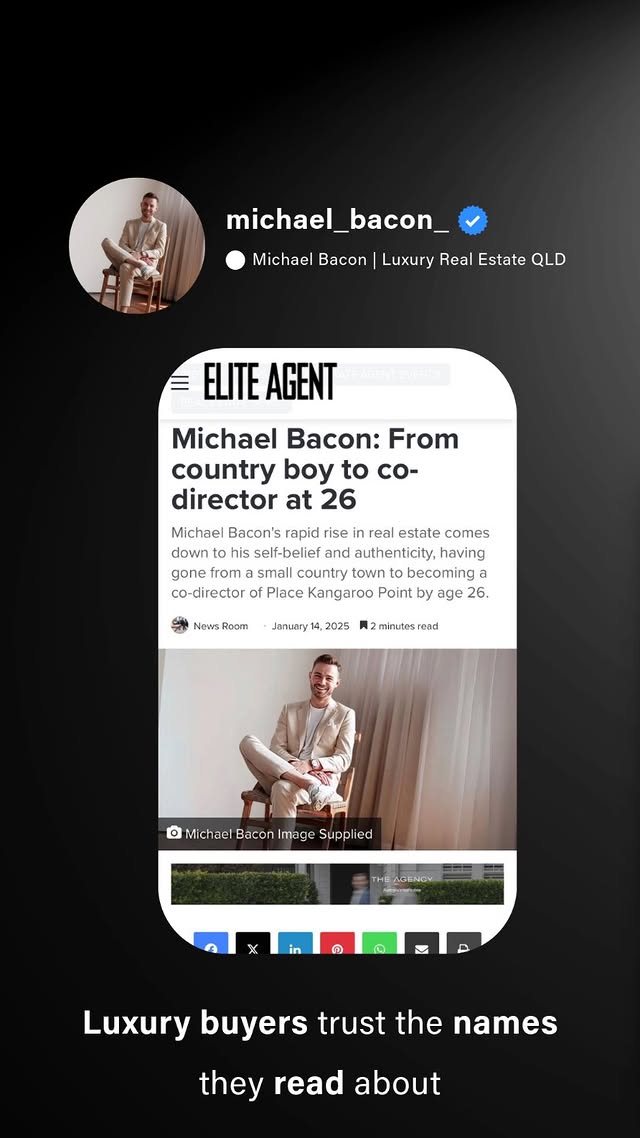 michael_bacon_
Michael Bacon | Luxury Real Estate QLD
ELITE AGENT
Michael Bacon: From
country boy to co-
director at 26
Michael Bacon's rapid rise in real estate comes
down to his self-belief and authenticity, having
gone from a small country town to becoming a
co-director of Place Kangaroo Point by age 26.
News Room · January 14, 2025 2 minutes read
Michael Bacon Image Supplied
THE AGENCY
Luxury buyers trust the names
they read about